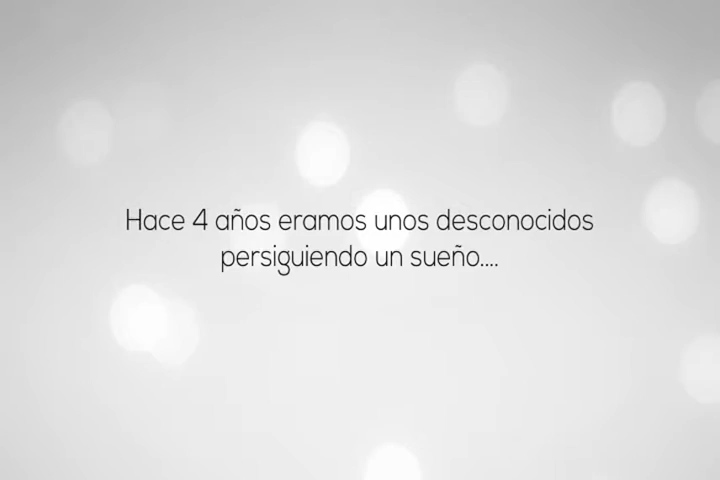 Hace 4 años eramos unos desconocidos
persiguiendo un sueño....